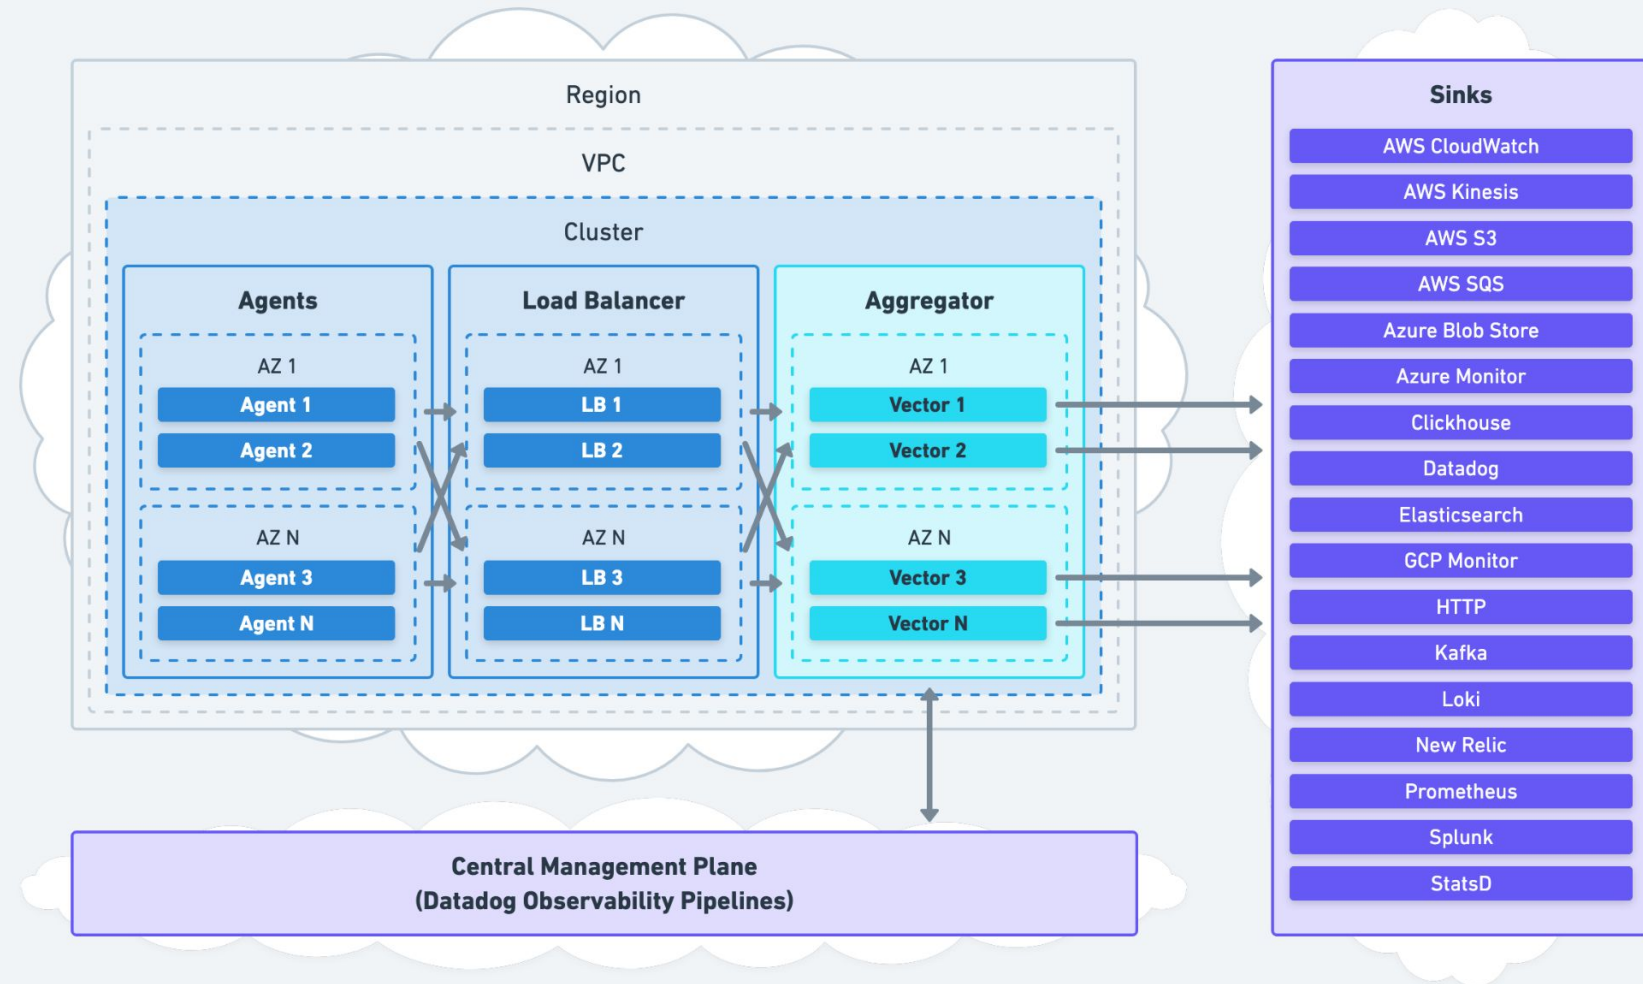 Region
VPC
Cluster
Agents
AZ 1
Agent 1
Agent 2
AZ N
Agent 3
Agent N
Load Balancer
AZ 1
LB 1
LB 2
AZ N
LB 3
LB N
Aggregator
AZ 1
Vector 1
Vector 2
AZ N
Vector 3
Vector N
Central Management Plane
(Datadog Observability Pipelines)
Sinks
AWS CloudWatch
AWS Kinesis
AWS S3
AWS SQS
Azure Blob Store
Azure Monitor
Clickhouse
Datadog
Elasticsearch
GCP Monitor
HTTP
Kafka
Loki
New Relic
Prometheus
Splunk
StatsD